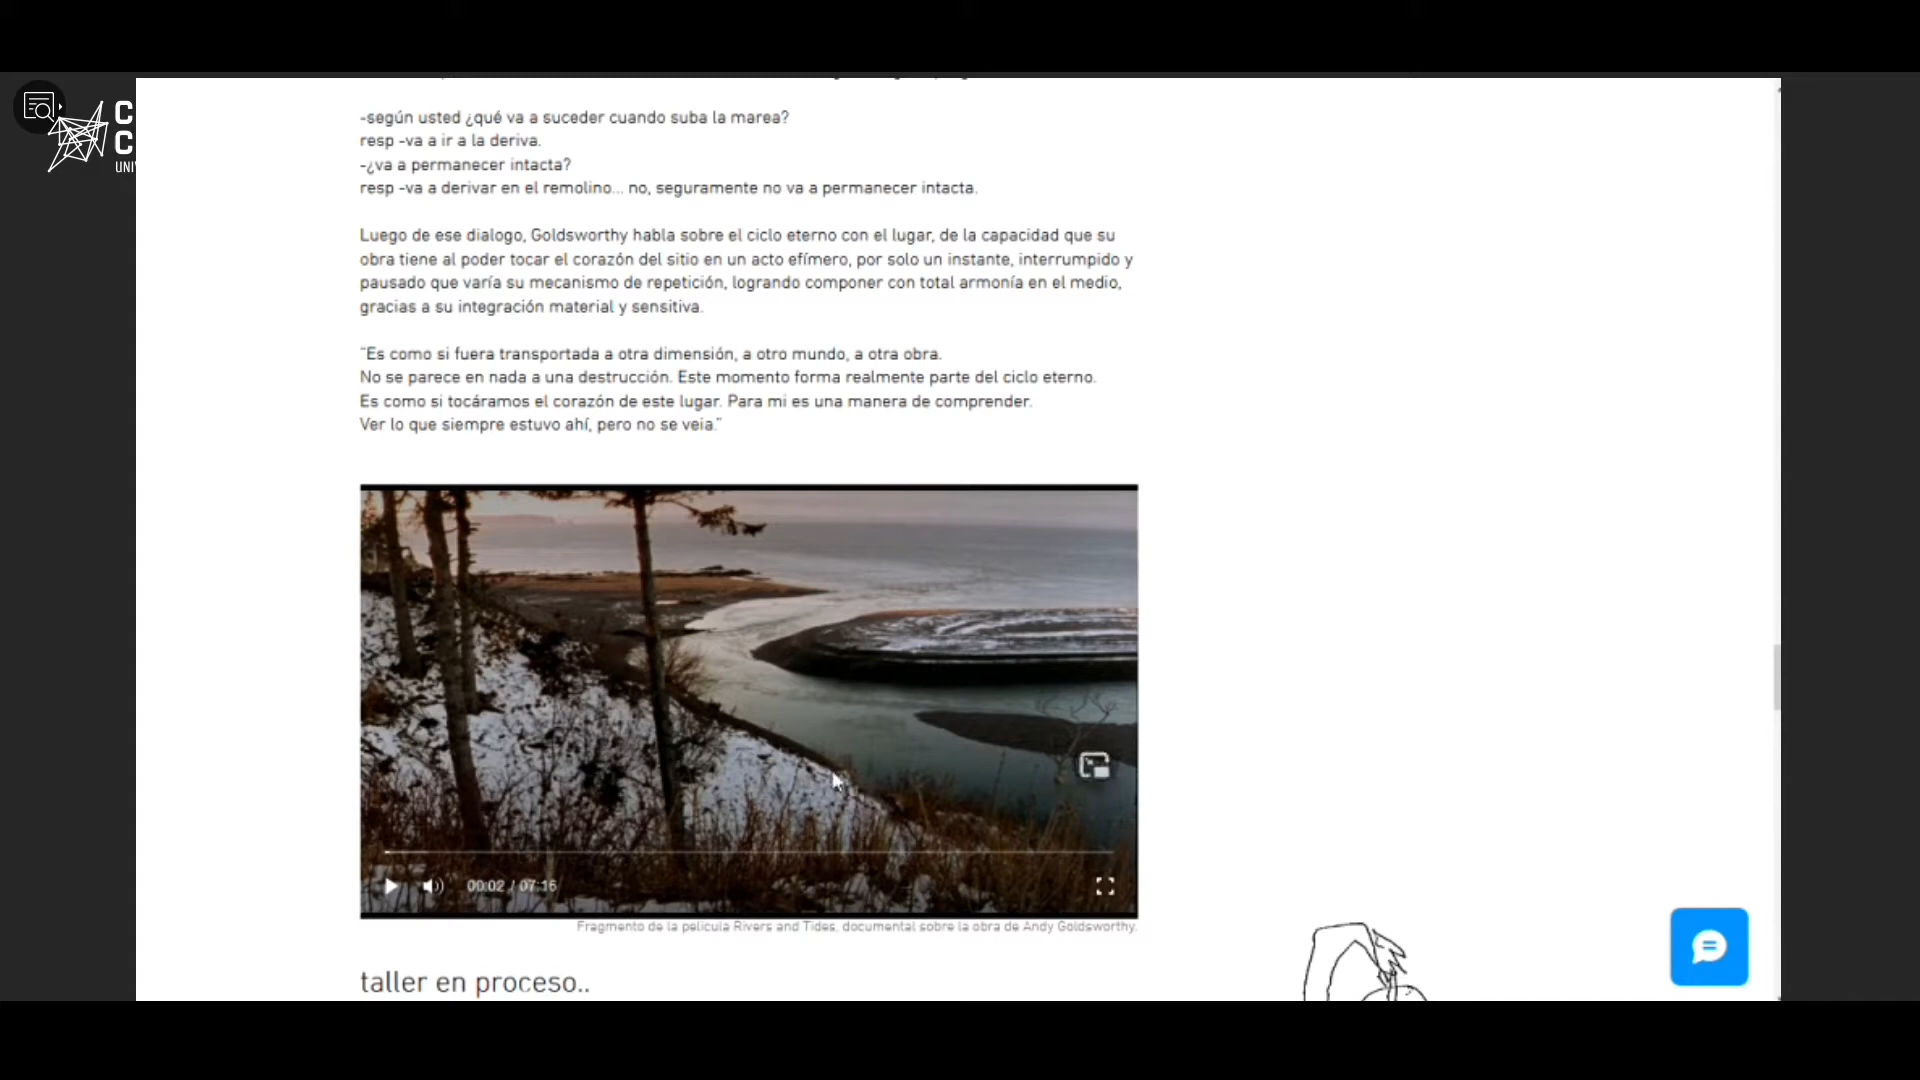 C
C
UNI
-según usted ¿qué va a suceder cuando suba la marea?
resp -va a ir a la deriva.
-¿va a permanecer intacta?
resp -va a derivar en el remolino... no, seguramente no va a permanecer intacta.
Luego de ese dialogo, Goldsworthy habla sobre el ciclo eterno con el lugar, de la capacidad que su
obra tiene al poder tocar el corazón del sitio en un acto efímero, por solo un instante, interrumpido y
pausado que varía su mecanismo de repetición, logrando componer con total armonía en el medio,
gracias a su integración material y sensitiva.
"Es como si fuera transportada a otra dimensión, a otro mundo, a otra obra.
No se parece en nada a una destrucción. Este momento forma realmente parte del ciclo eterno.
Es como si tocáramos el corazón de este lugar. Para mi es una manera de comprender.
Ver lo que siempre estuvo ahí, pero no se veia."
00:02 / 07:16
Fragmento de la película Rivers and Tides, documental sobre la obra de Andy Goldsworthy.
taller en proceso..